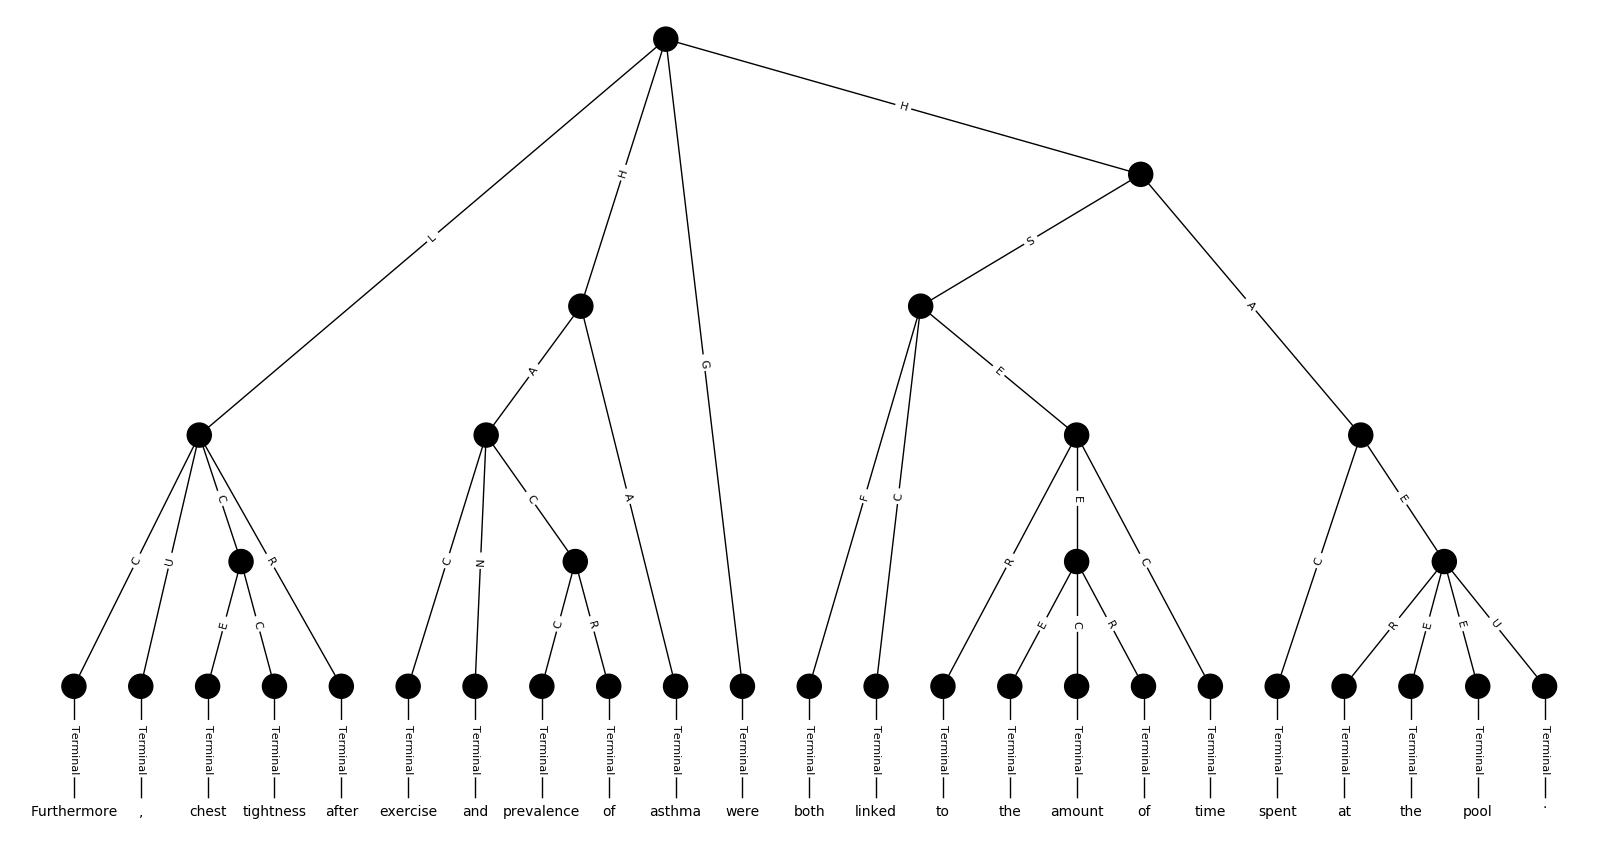 H
H
L
S
A
G
A
E
C
A
F
C
E
C
E
C
U
R
C
N
R
C
C
E
C
C
R
E
C
R
R
E
E
U
Terminal Terminal Terminal Terminal Terminal Terminal Terminal Terminal Terminal Terminal Terminal Terminal Terminal Terminal Terminal Terminal Terminal Terminal Terminal Terminal Terminal Terminal Terminal
Furthermore , chest tightness after exercise and prevalence of asthma were both linked to the amount of time spent at the pool .